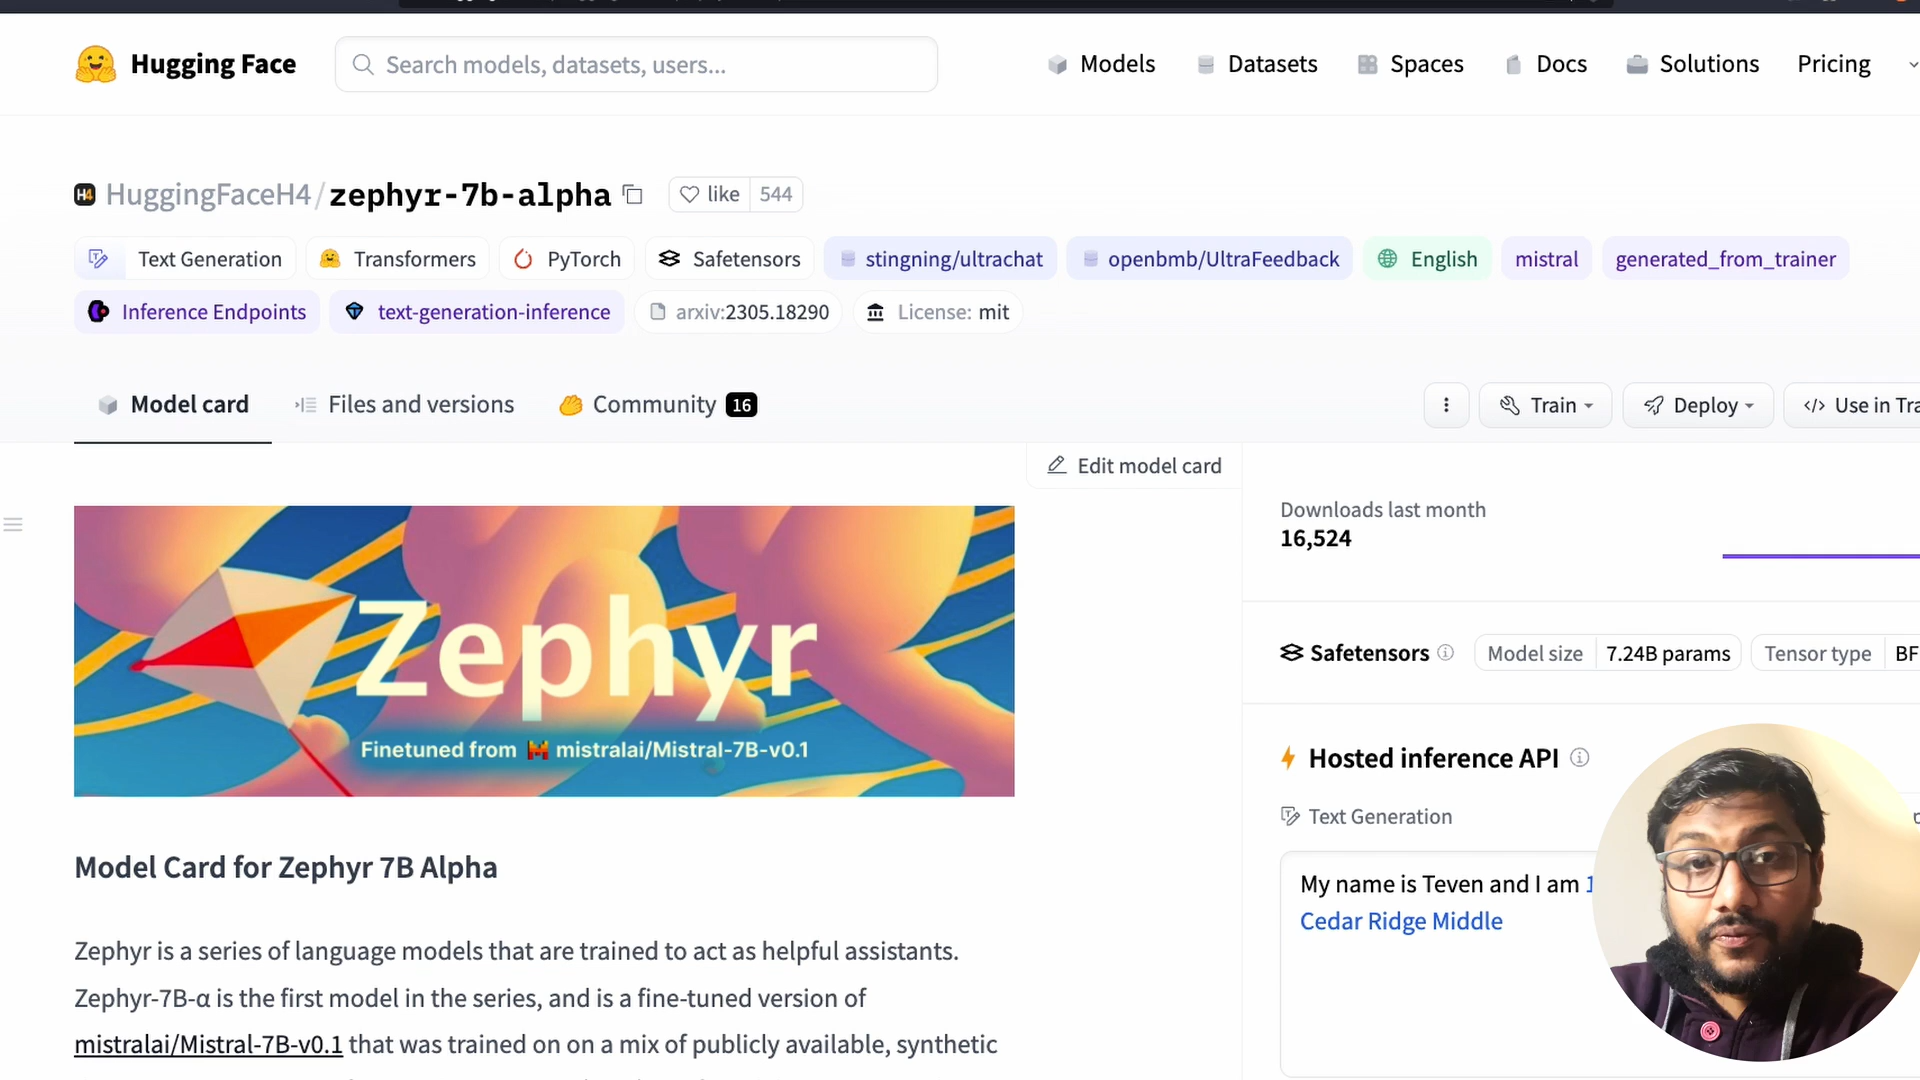 Hugging Face
Search models, datasets, users...
Models
Datasets
Spaces
Docs
Solutions
Pricing
HuggingFaceH4/zephyr-7b-alpha
like 544
Text Generation
Transformers
PyTorch
Safetensors
stingning/ultrachat
openbmb/UltraFeedback
English
mistral
generated_from_trainer
Inference Endpoints
text-generation-inference
arxiv:2305.18290
License: mit
Model card
Files and versions
Community 16
Train
Deploy
Use in Tra
Edit model card
Zephyr
Finetuned from mistralai/Mistral-7B-v0.1
Model Card for Zephyr 7B Alpha
Zephyr is a series of language models that are trained to act as helpful assistants.
Zephyr-7B-α is the first model in the series, and is a fine-tuned version of
mistralai/Mistral-7B-v0.1 that was trained on on a mix of publicly available, synthetic
Downloads last month
16,524
Safetensors
Model size 7.24B params
Tensor type BF
Hosted inference API
Text Generation
My name is Teven and I am 1
Cedar Ridge Middle